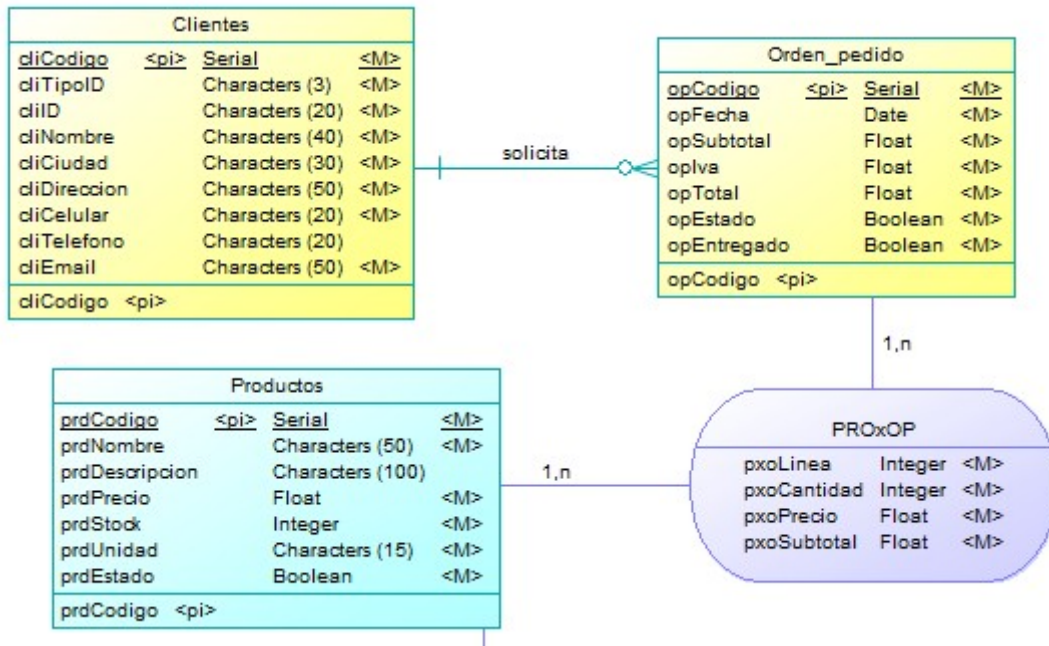 Clientes
cliCodigo <pi> Serial <M>
cliTipoID Characters (3) <M>
cliID Characters (20) <M>
cliNombre Characters (40) <M>
cliCiudad Characters (30) <M>
cliDireccion Characters (50) <M>
cliCelular Characters (20) <M>
cliTelefono Characters (20)
cliEmail Characters (50) <M>
cliCodigo <pi>
solicita
Orden_pedido
opCodigo <pi> Serial <M>
opFecha Date <M>
opSubtotal Float <M>
opIva Float <M>
opTotal Float <M>
opEstado Boolean <M>
opEntregado Boolean <M>
opCodigo <pi>
1,n
Productos
prdCodigo <pi> Serial <M>
prdNombre Characters (50) <M>
prdDescripcion Characters (100)
prdPrecio Float <M>
prdStock Integer <M>
prdUnidad Characters (15) <M>
prdEstado Boolean <M>
prdCodigo <pi>
1,n
PROxOP
pxoLinea Integer <M>
pxoCantidad Integer <M>
pxoPrecio Float <M>
pxoSubtotal Float <M>